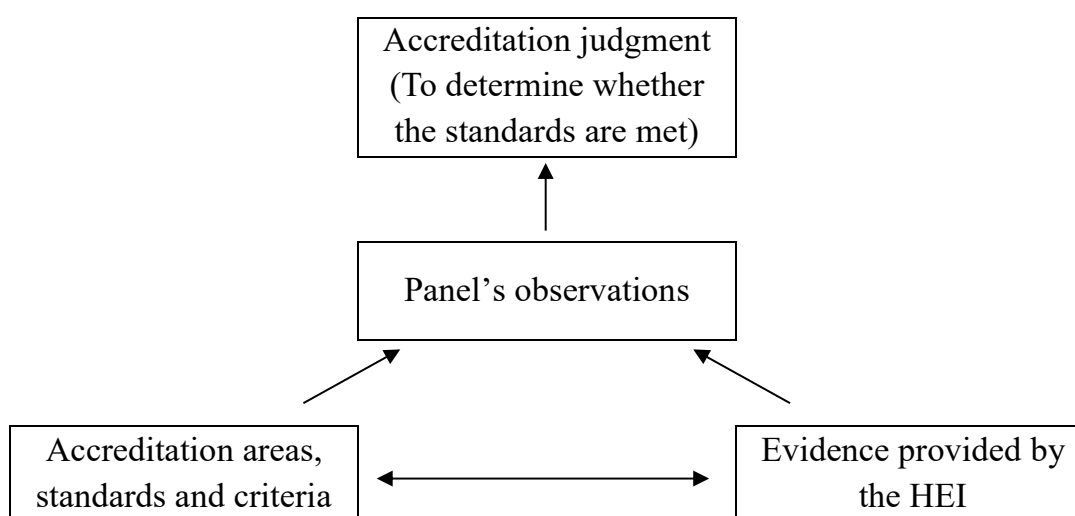 Accreditation judgment
(To determine whether
the standards are met)
Panel’s observations
Accreditation areas,
standards and criteria
Evidence provided by
the HEI